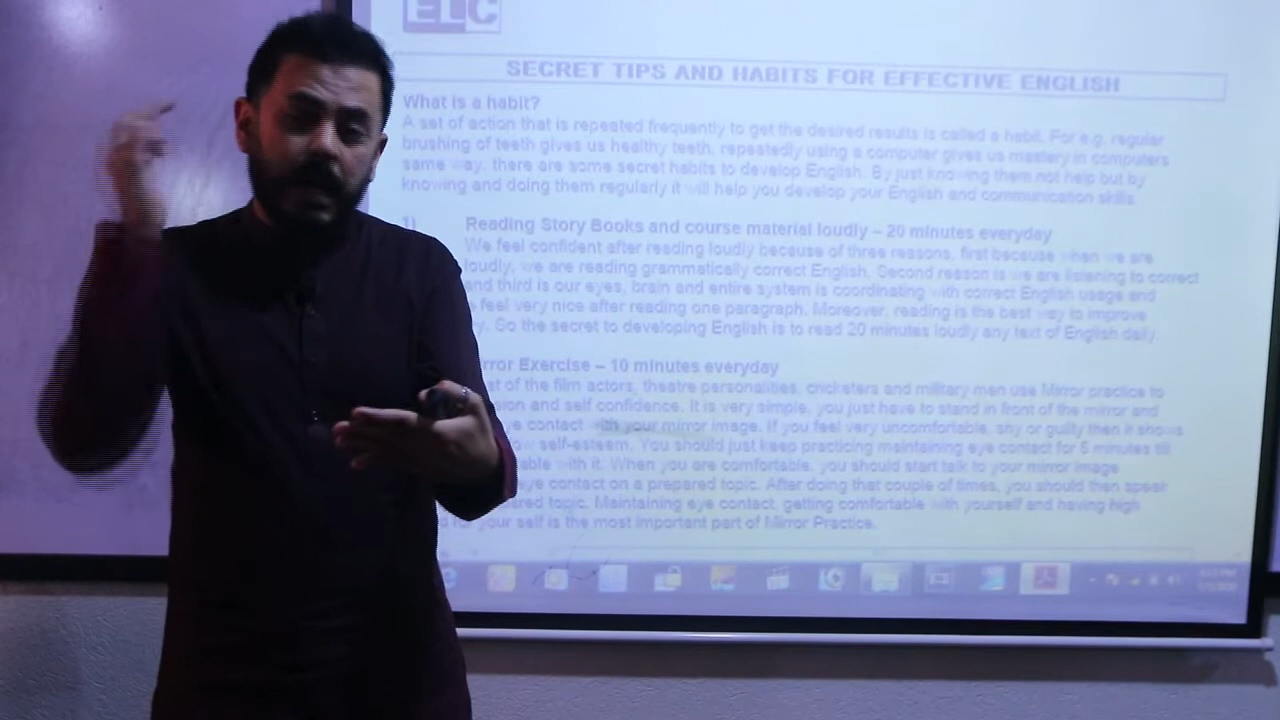 ELC
SECRET TIPS AND HABITS FOR EFFECTIVE ENGLISH
What is a habit?
A set of action that is repeated frequently to get the desired results is called a habit. For e.g. regular
brushing of teeth gives us healthy teeth, repeatedly using a computer gives us mastery in computers
same way, there are some secret habits to develop English. By just knowing them not help but by
knowing and doing them regularly it will help you develop your English and communication skills
1) Reading Story Books and course material loudly – 20 minutes everyday
We feel confident after reading loudly because of three reasons, first because when we are
loudly, we are reading grammatically correct English. Second reason is we are listening to correct
and third is our eyes, brain and entire system is coordinating with correct English usage and
feel very nice after reading one paragraph. Moreover, reading is the best way to improve
So the secret to developing English is to read 20 minutes loudly any text of English daily.
rror Exercise – 10 minutes everyday
st of the film actors, theatre personalities, cricketers and military men use Mirror practice to
sion and self confidence. It is very simple, you just have to stand in front of the mirror and
ye contact with your mirror image. If you feel very uncomfortable, shy or guilty then it shows
ow self-esteem. You should just keep practicing maintaining eye contact for 5 minutes till
able with it. When you are comfortable, you should start talk to your mirror image
eye contact on a prepared topic. After doing that couple of times, you should then speak
ared topic. Maintaining eye contact, getting comfortable with yourself and having high
for your self is the most important part of Mirror Practice.